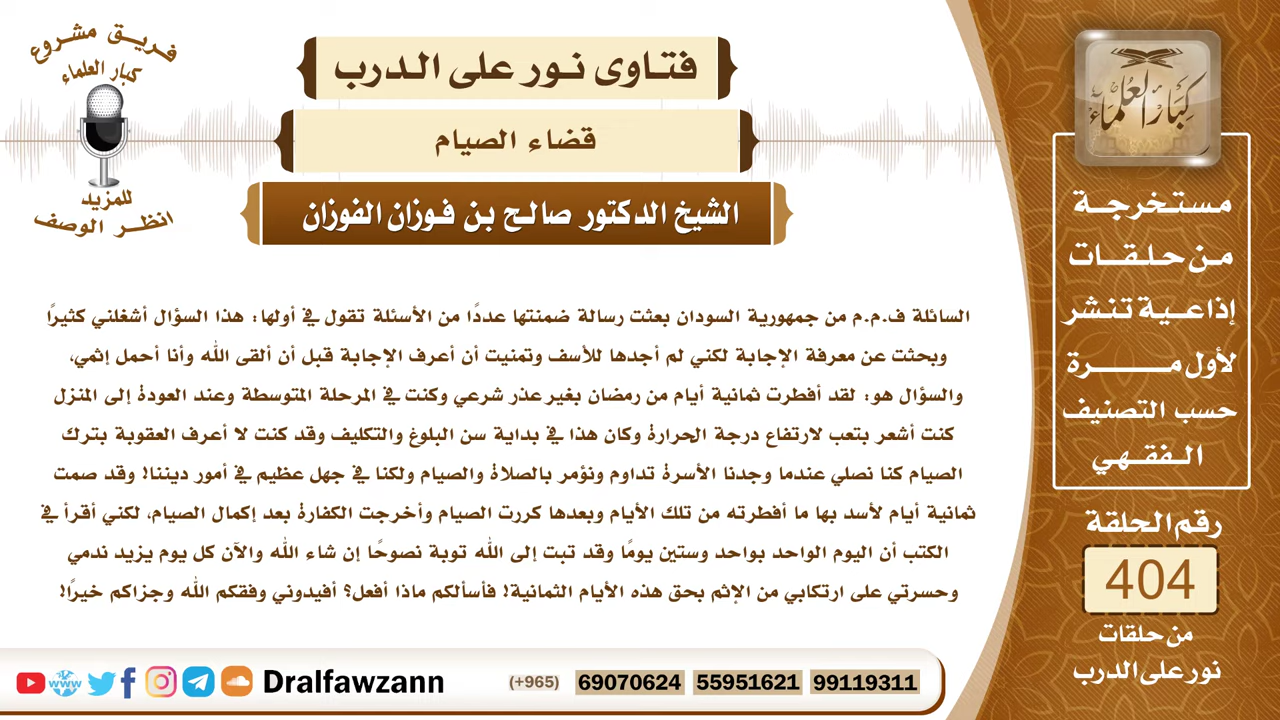 فريق مشروع
كبار العلماء
للمزيد
انظر الوصف
فتاوى نور على الدرب
قضاء الصيام
الشيخ الدكتور صالح بن فوزان الفوزان
السائلة ف.م.م من جمهورية السودان بعثت رسالة ضمنتها عددًا من الأسئلة تقول في أولها: هذا السؤال أشغلني كثيرًا
وبحثت عن معرفة الإجابة لكني لم أجدها للأسف وتمنيت أن أعرف الإجابة قبل أن ألقى الله وأنا أحمل إثمي،
والسؤال هو: لقد أفطرت ثمانية أيام من رمضان بغير عذر شرعي وكنت في المرحلة المتوسطة وعند العودة إلى المنزل
كنت أشعر بتعب لارتفاع درجة الحرارة وكان هذا في بداية سن البلوغ والتكليف وقد كنت لا أعرف العقوبة بترك
الصيام كنا نصلي عندما وجدنا الأسرة تداوم ونؤمر بالصلاة والصيام ولكنا في جهل عظيم في أمور ديننا! وقد صمت
ثمانية أيام لأسد بها ما أفطرته من تلك الأيام وبعدها كررت الصيام وأخرجت الكفارة بعد إكمال الصيام، لكني أقرأ في
الكتب أن اليوم الواحد بواحد وستين يومًا وقد تبت إلى الله توبة نصوحًا إن شاء الله والآن كل يوم يزيد ندمي
وحسرتي على ارتكابي من الإثم بحق هذه الأيام الثمانية! فأسألكم ماذا أفعل؟ أفيدوني وفقكم الله وجزاكم خيرًا!
كبار العلماء
مستخرجة
من حلقات
إذاعية تنشر
لأول مرة
حسب التصنيف
الفقهي
رقم الحلقة
404
من حلقات
نور على الدرب
www Dralfawzann (+965) 69070624 55951621 99119311